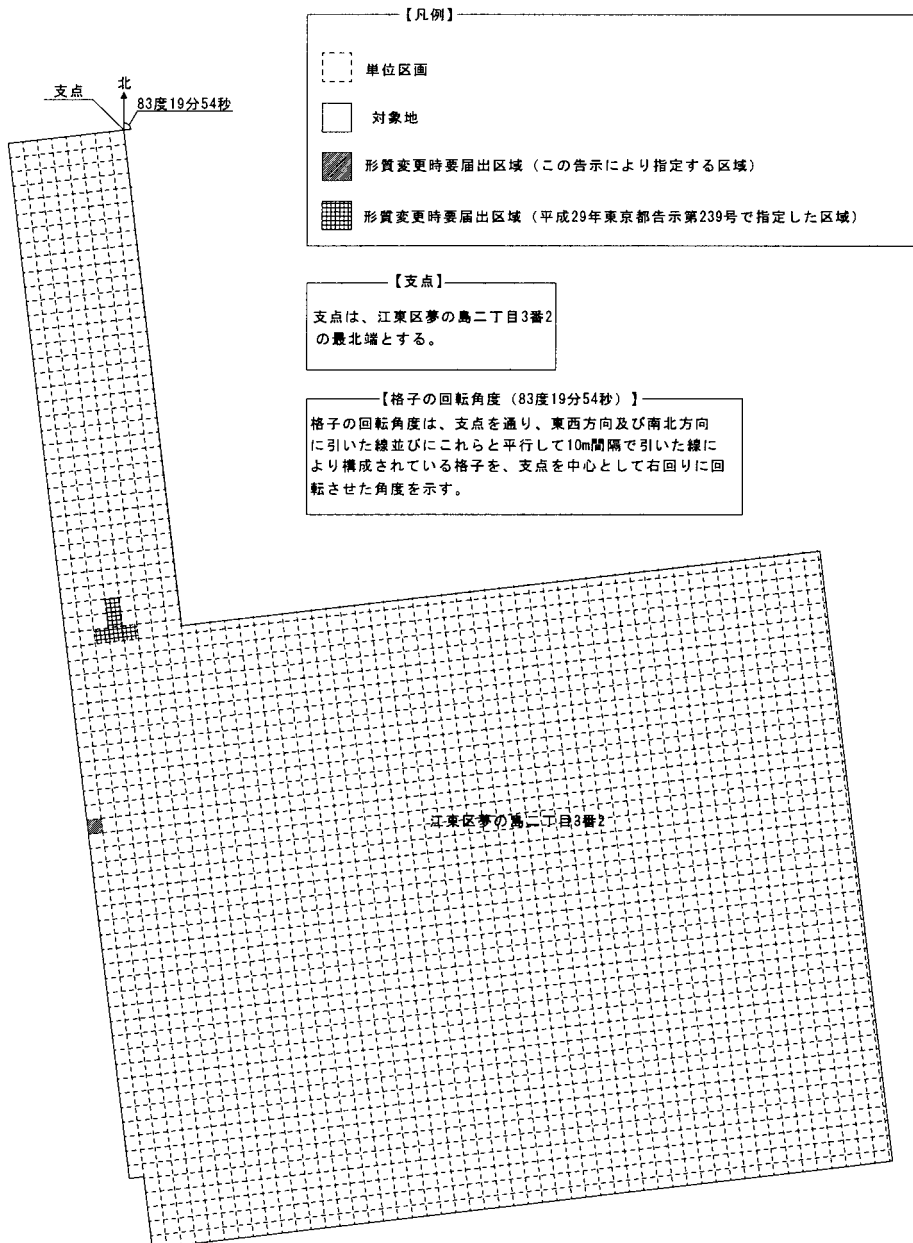 【凡例】
単位区画
対象地
形質変更時要届出区域（この告示により指定する区域）
形質変更時要届出区域（平成29年東京都告示第239号で指定した区域）
北
支点
83度19分54秒
【支点】
支点は、江東区夢の島二丁目3番2
の最北端とする。
【格子の回転角度（83度19分54秒）】
格子の回転角度は、支点を通り、東西方向及び南北方向
に引いた線並びにこれらと平行して10m間隔で引いた線に
より構成されている格子を、支点を中心として右回りに回
転させた角度を示す。
江東区夢の島二丁目3番2